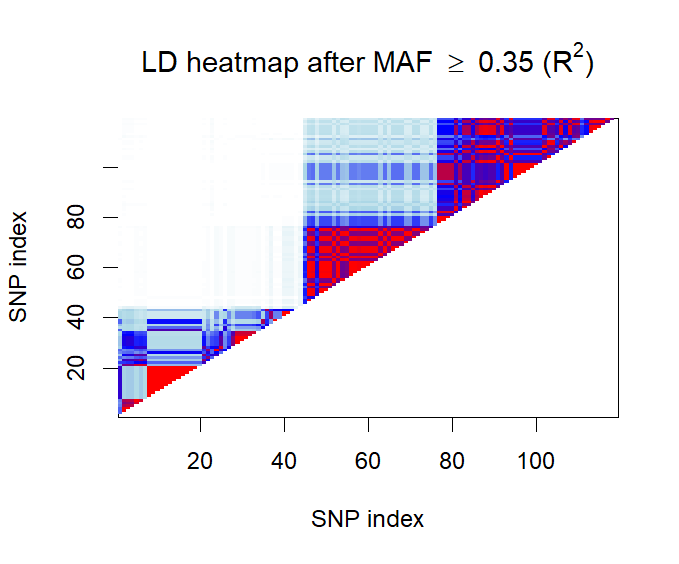 LD heatmap after MAF ≥ 0.35 (R²)
SNP index
80
60
40
20
20 40 60 80 100
SNP index